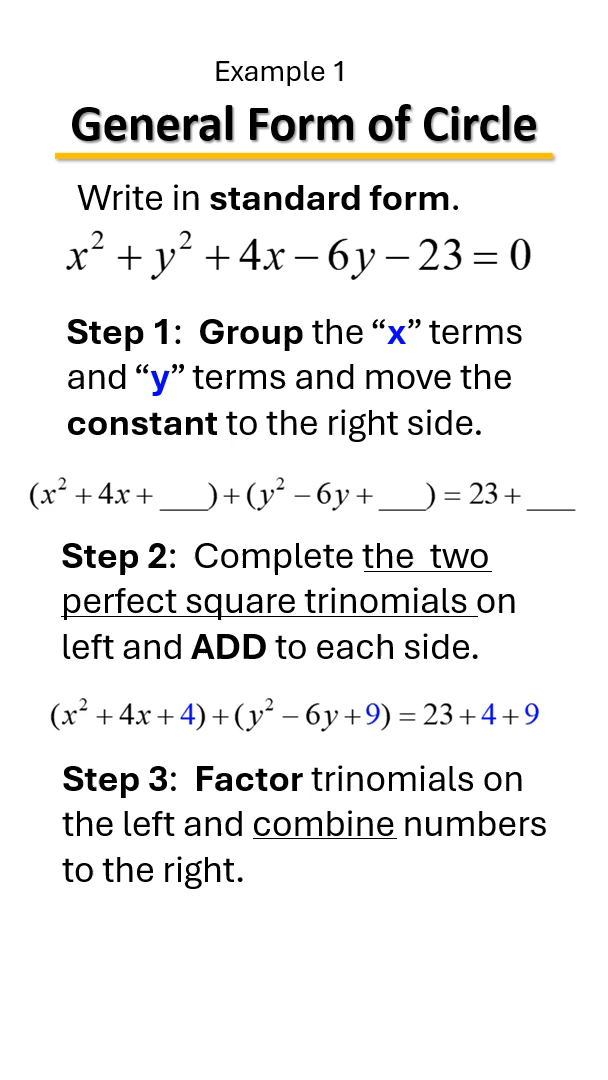 Example 1
General Form of Circle
Write in standard form.
x² + y² + 4x − 6y − 23 = 0
Step 1:  Group the “x” terms
and “y” terms and move the
constant to the right side.
(x² + 4x + ___) + (y² − 6y + ___) = 23 + ___
Step 2:  Complete the  two
perfect square trinomials on
left and ADD to each side.
(x² + 4x + 4) + (y² − 6y + 9) = 23 + 4 + 9
Step 3:  Factor trinomials on
the left and combine numbers
to the right.